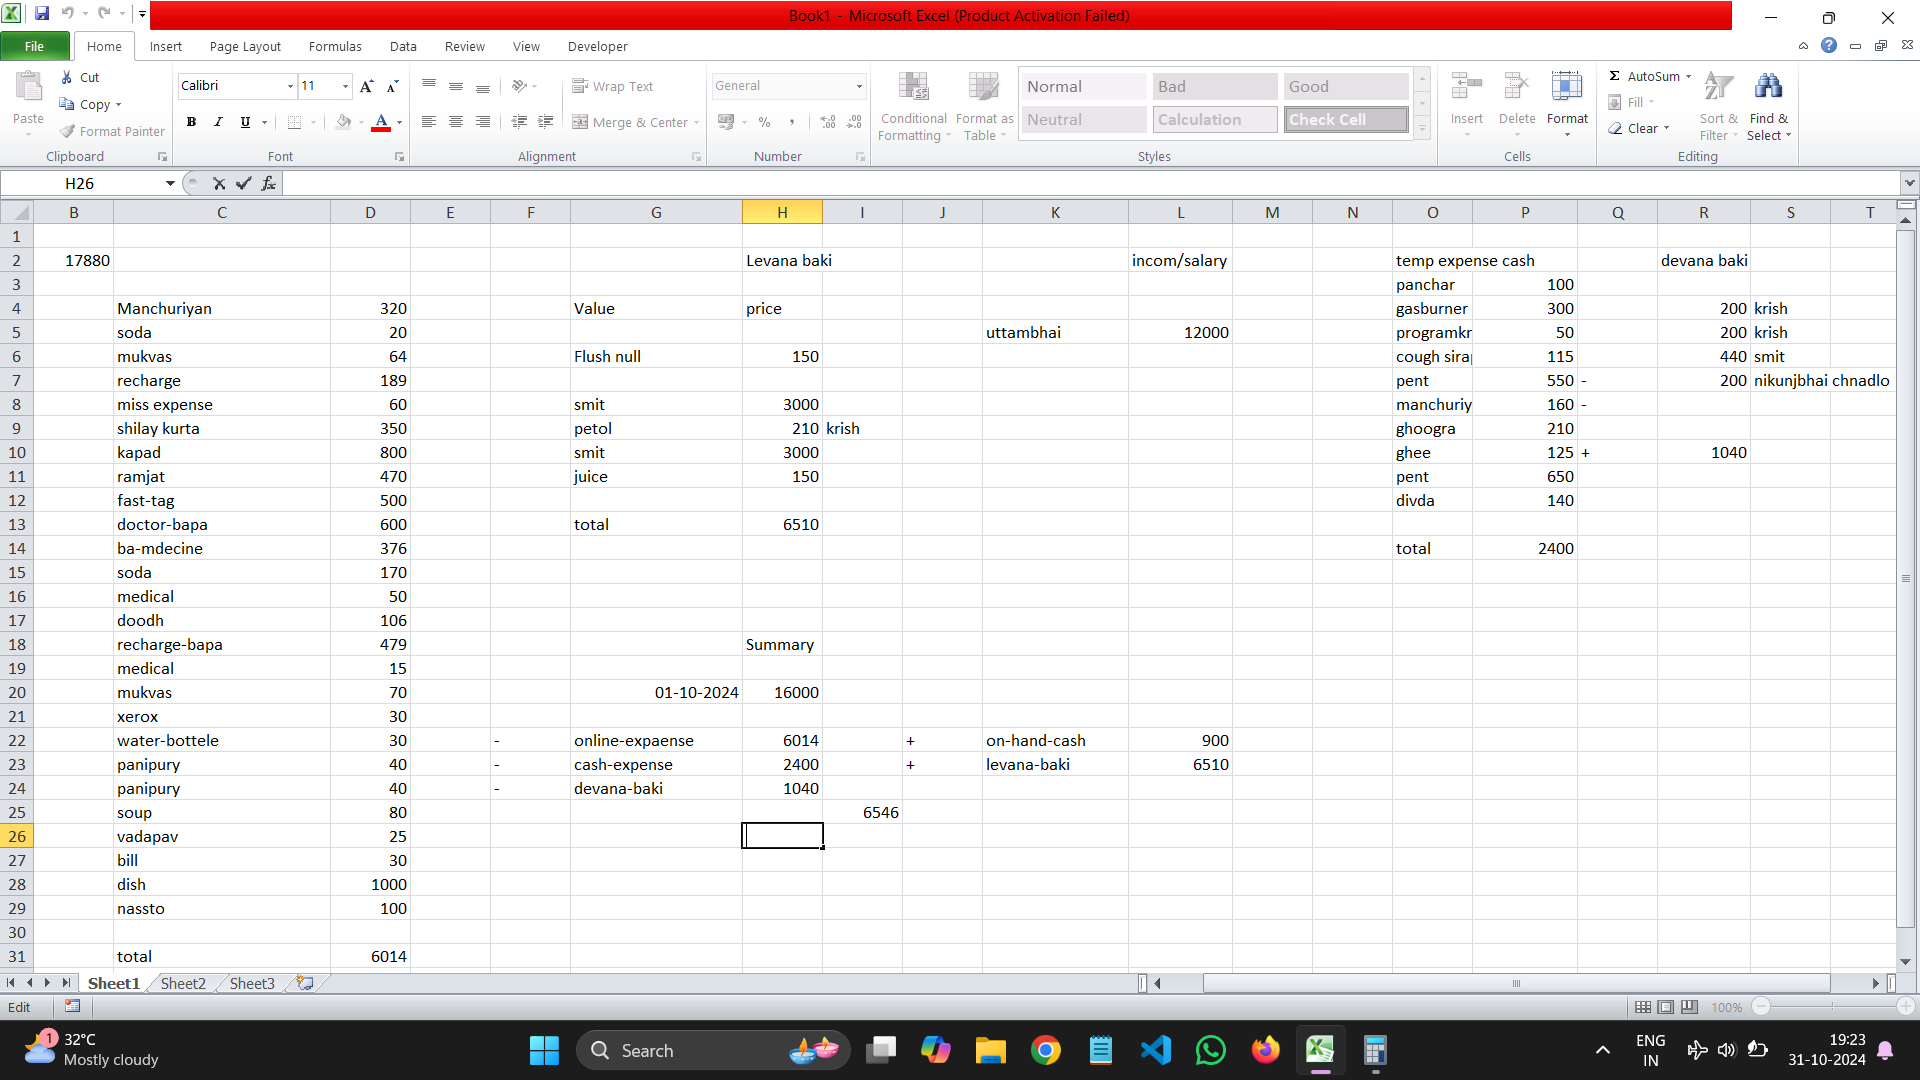 Book1 - Microsoft Excel (Product Activation Failed)
File Home Insert Page Layout Formulas Data Review View Developer
Paste Cut Calibri 11 Wrap Text General Normal Bad Good AutoSum
Copy Conditional Formatting Format as Table Insert Delete Format Fill Sort & Filter Find & Select
Format Painter B I U Merge & Center % , Neutral Calculation Check Cell Clear
Clipboard Font Alignment Number Styles Cells Editing
H26 fx
B C D E F G H I J K L M N O P Q R S T
1
2 17880 Levana baki incom/salary temp expense cash devana baki
3 panchar 100
4 Manchuriyan 320 Value price gasburner 300 200 krish
5 soda 20 uttambhai 12000 programkr 50 200 krish
6 mukvas 64 Flush null 150 cough sirap 115 440 smit
7 recharge 189 pent 550 - 200 nikunjbhai chnadlo
8 miss expense 60 smit 3000 manchuriy 160 -
9 shilay kurta 350 petol 210 krish ghoogra 210
10 kapad 800 smit 3000 ghee 125 + 1040
11 ramjat 470 juice 150 pent 650
12 fast-tag 500 divda 140
13 doctor-bapa 600 total 6510
14 ba-mdecine 376 total 2400
15 soda 170
16 medical 50
17 doodh 106
18 recharge-bapa 479 Summary
19 medical 15
20 mukvas 70 01-10-2024 16000
21 xerox 30
22 water-bottele 30 - online-expaense 6014 + on-hand-cash 900
23 panipury 40 - cash-expense 2400 + levana-baki 6510
24 panipury 40 - devana-baki 1040
25 soup 80 6546
26 vadapav 25
27 bill 30
28 dish 1000
29 nassto 100
30
31 total 6014
Sheet1 Sheet2 Sheet3
Edit 100%
1 32°C
Mostly cloudy
Search
ENG
IN
19:23
31-10-2024